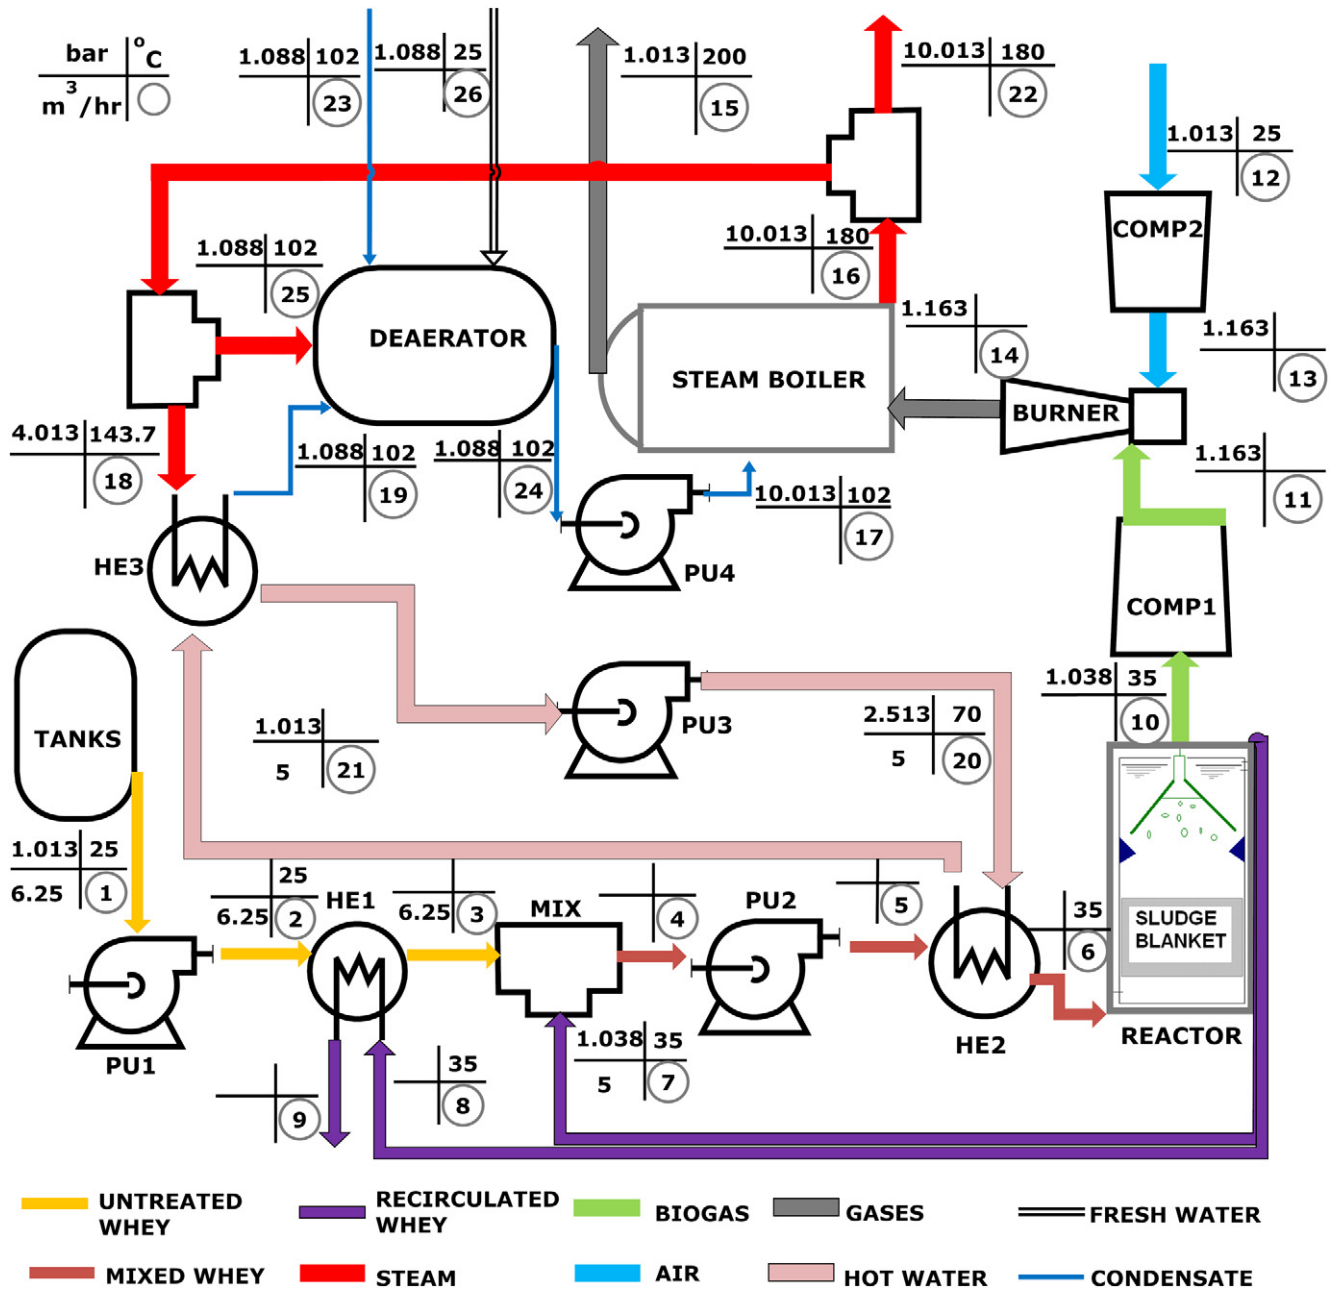 bar °C
m³/hr
1.088 102
23
1.088 25
26
1.013 200
15
10.013 180
22
1.013 25
12
COMP2
1.088 102
25
10.013 180
16
DEAERATOR
STEAM BOILER
1.163
14
1.163
13
BURNER
4.013 143.7
18
1.088 102
19
1.088 102
24
10.013 102
17
1.163
11
HE3
PU4
COMP1
TANKS
1.013
5 21
PU3
2.513 70
5 20
1.038 35
10
1.013 25
6.25 1
25
6.25 2
HE1
6.25 3
MIX
4
PU2
5
35
6
SLUDGE
BLANKET
PU1
9
35
8
1.038 35
5 7
HE2
REACTOR
UNTREATED
WHEY
RECIRCULATED
WHEY
BIOGAS
GASES
FRESH WATER
MIXED WHEY
STEAM
AIR
HOT WATER
CONDENSATE